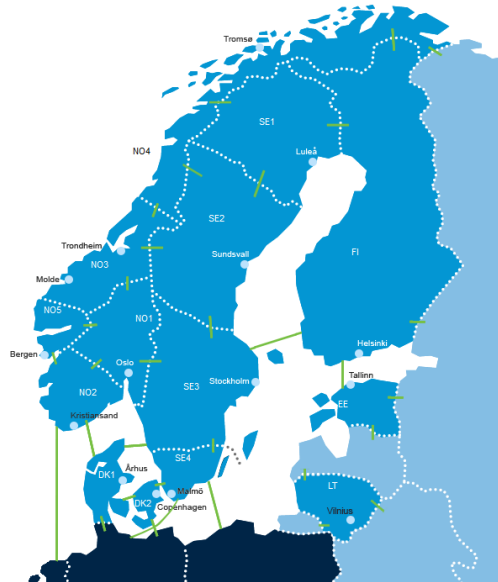 Tromsø
SE1
NO4
Luleå
SE2
Trondheim
NO3
Sundsvall
FI
Molde
NO5
NO1
Bergen
Oslo
Helsinki
Stockholm
Tallinn
SE3
NO2
EE
Kristiansand
SE4
Århus
DK1
LT
Malmö
DK2
Copenhagen
Vilnius